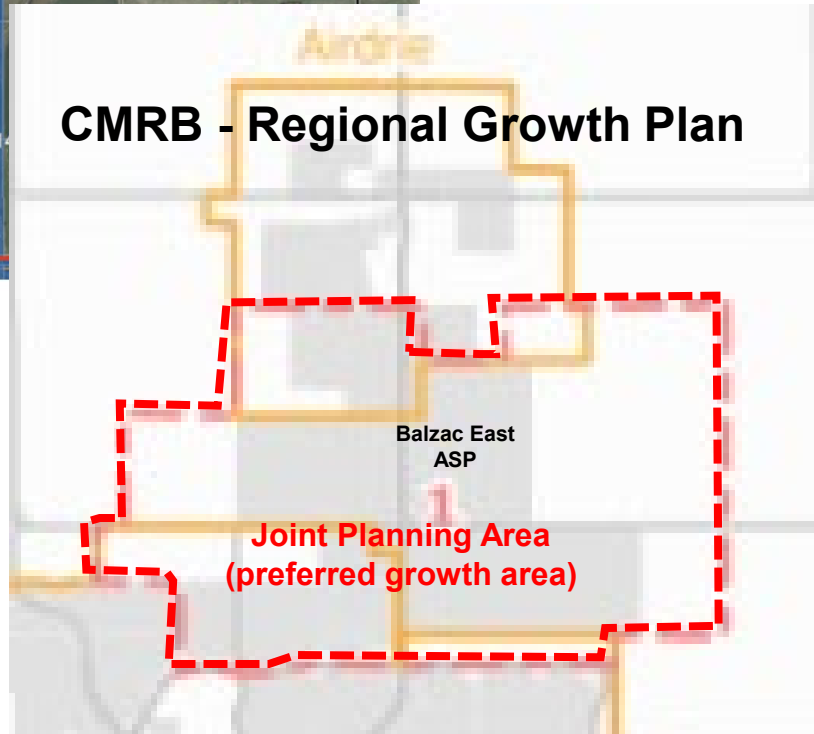 Airdrie
CMRB - Regional Growth Plan
Balzac East
ASP
1
Joint Planning Area
(preferred growth area)